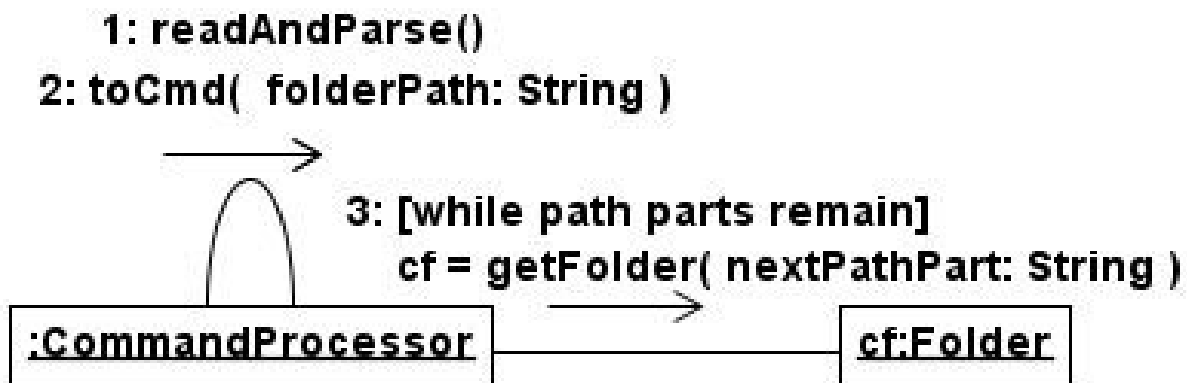 1: readAndParse()
2: toCmd( folderPath: String )
3: [while path parts remain]
cf = getFolder( nextPathPart: String )
:CommandProcessor
cf:Folder